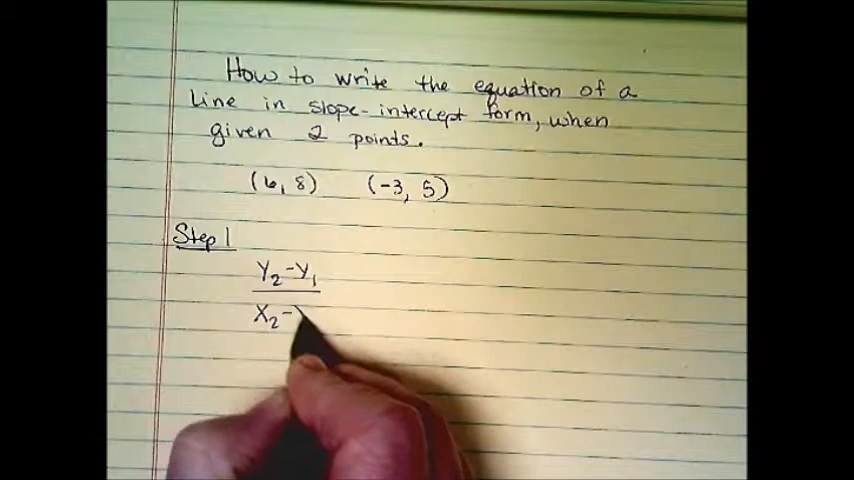 How to write the equation of a
line in slope-intercept form, when
given 2 points.
(6, 8) (-3, 5)
Step 1
Y₂-Y₁
X₂-